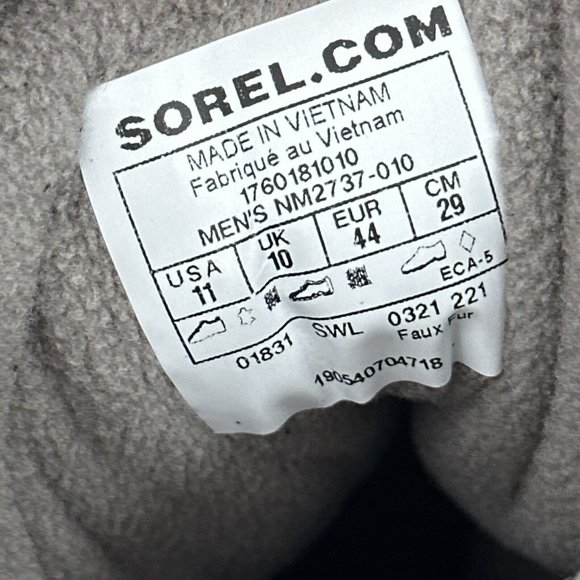 SOREL.COM
MADE IN VIETNAM
Fabriqué au Vietnam
1760181010
MEN'S NM2737-010
USA UK EUR CM
11 10 44 29
ECA-5
01831 SWL 0321 221
Faux Fur
190540704718